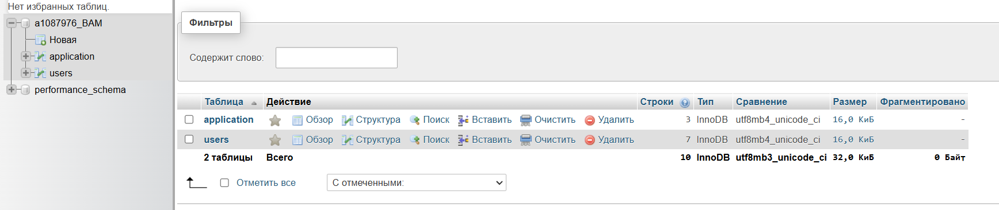 Нет избранных таблиц.
a1087976_BAM
Новая
application
users
performance_schema
Фильтры
Содержит слово:
Таблица Действие Строки Тип Сравнение Размер Фрагментировано
application Обзор Структура Поиск Вставить Очистить Удалить 3 InnoDB utf8mb4_unicode_ci 16,0 КиБ -
users Обзор Структура Поиск Вставить Очистить Удалить 7 InnoDB utf8mb4_unicode_ci 16,0 КиБ -
2 таблицы Всего 10 InnoDB utf8mb3_unicode_ci 32,0 КиБ 0 Байт
Отметить все С отмеченными: